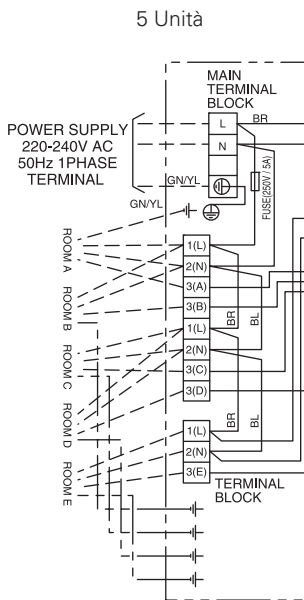 5 Unità
MAIN
TERMINAL
BLOCK
POWER SUPPLY
220-240V AC
50Hz 1PHASE
TERMINAL
L
BR
N
GN/YL
GN/YL
FUSE(250V / 5A)
ROOM A
ROOM B
ROOM C
ROOM D
ROOM E
1(L)
2(N)
3(A)
3(B)
1(L)
2(N)
3(C)
3(D)
BR
BL
BR
BL
1(L)
2(N)
3(E)
TERMINAL
BLOCK